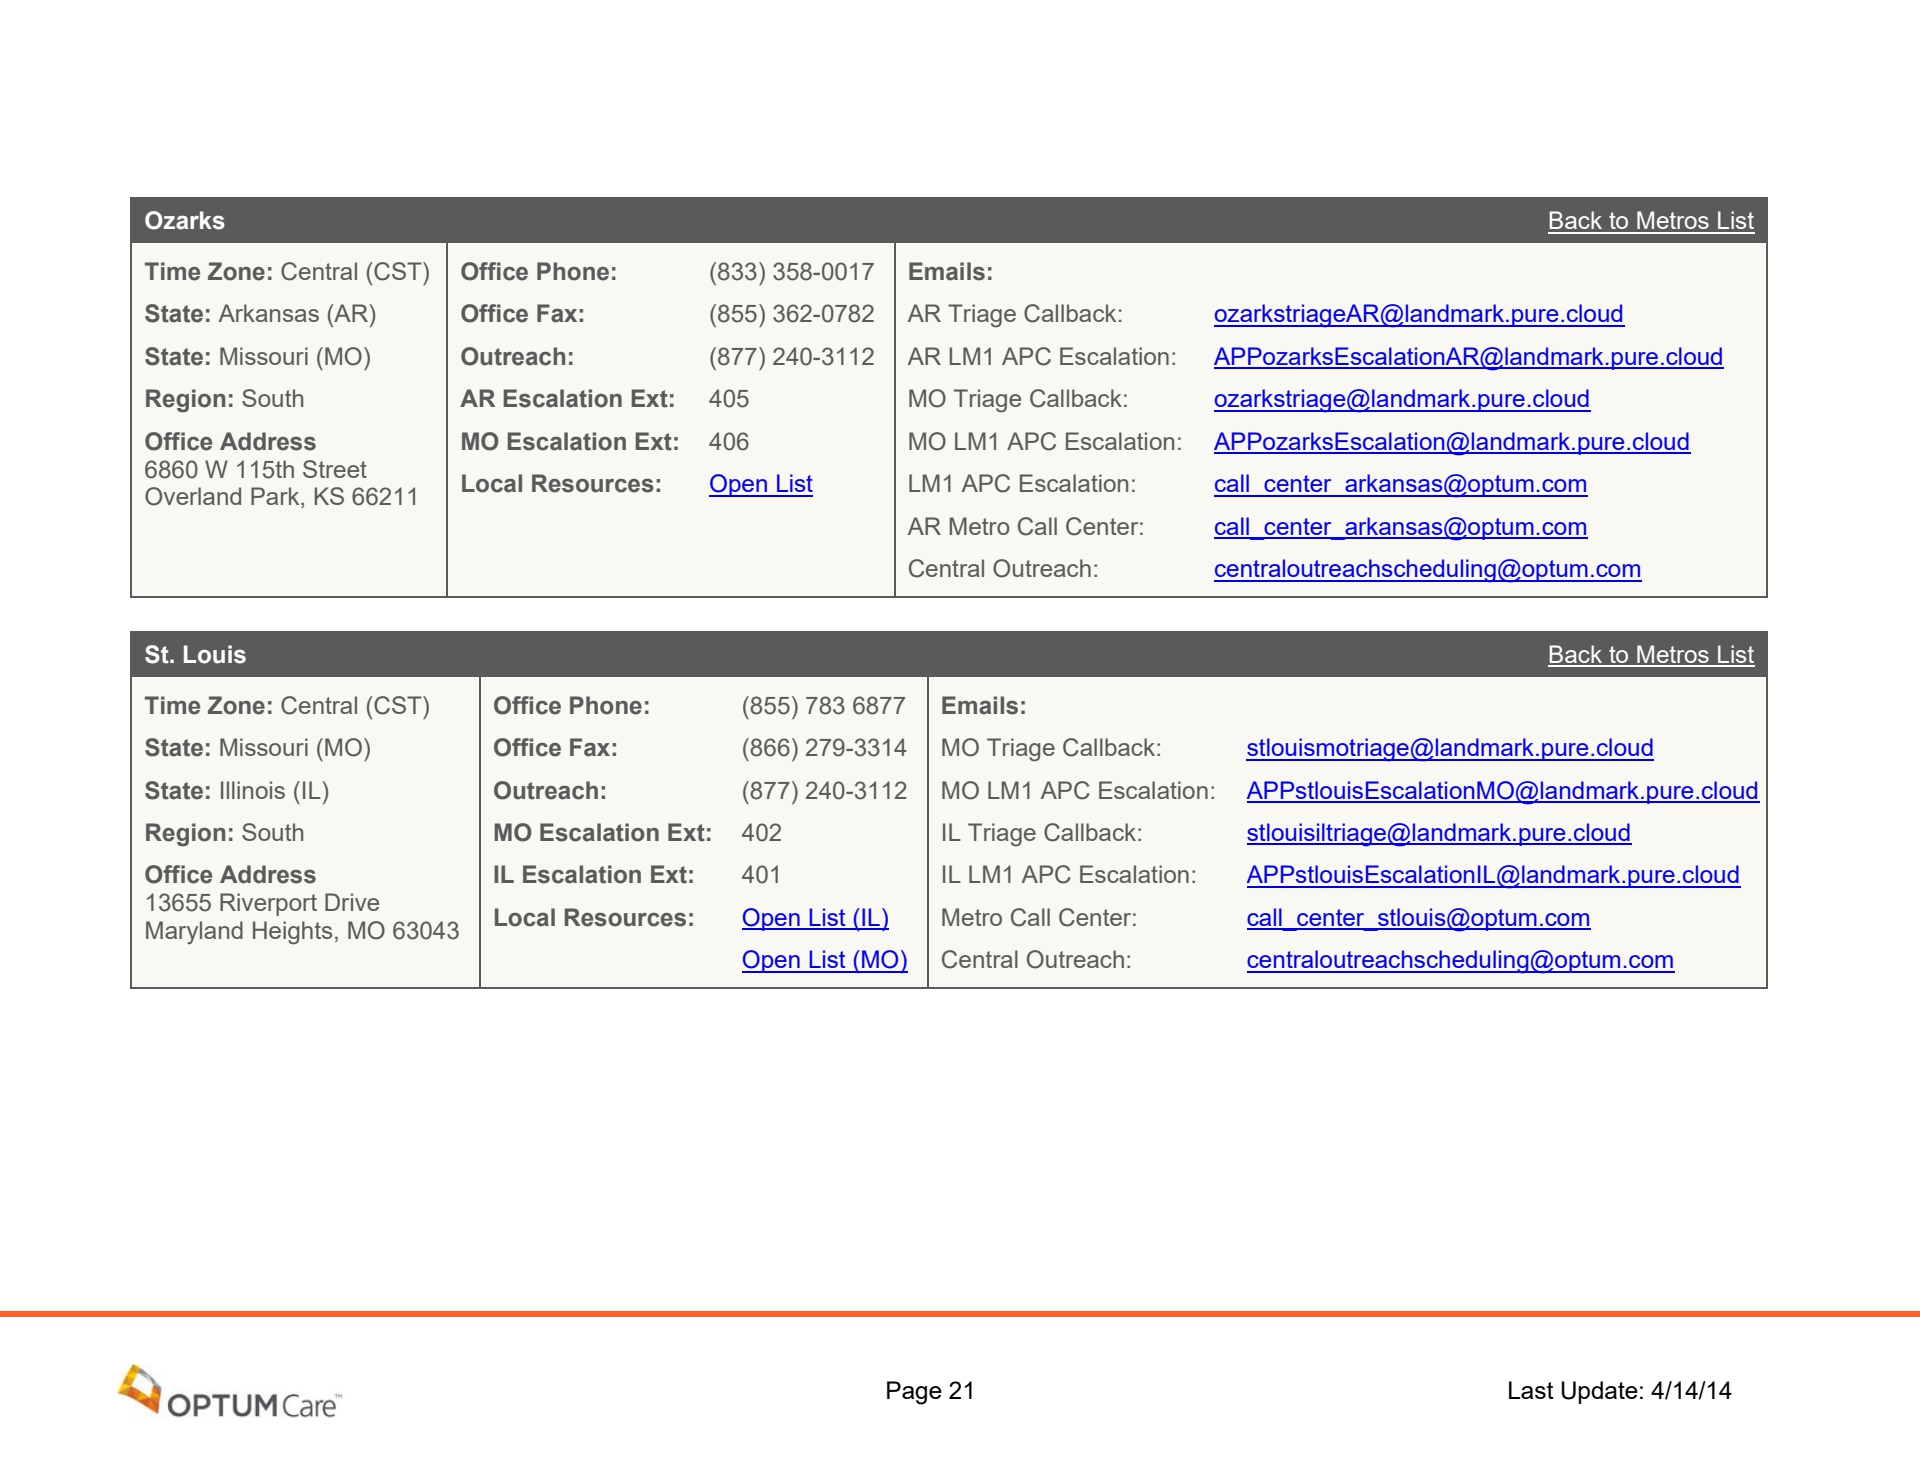 Ozarks Back to Metros List
Time Zone: Central (CST)
State: Arkansas (AR)
State: Missouri (MO)
Region: South
Office Address
6860 W 115th Street
Overland Park, KS 66211
Office Phone: (833) 358-0017
Office Fax: (855) 362-0782
Outreach: (877) 240-3112
AR Escalation Ext: 405
MO Escalation Ext: 406
Local Resources: Open List
Emails:
AR Triage Callback: ozarkstriageAR@landmark.pure.cloud
AR LM1 APC Escalation: APPozarksEscalationAR@landmark.pure.cloud
MO Triage Callback: ozarkstriage@landmark.pure.cloud
MO LM1 APC Escalation: APPozarksEscalation@landmark.pure.cloud
LM1 APC Escalation: call_center_arkansas@optum.com
AR Metro Call Center: call_center_arkansas@optum.com
Central Outreach: centraloutreachscheduling@optum.com
St. Louis Back to Metros List
Time Zone: Central (CST)
State: Missouri (MO)
State: Illinois (IL)
Region: South
Office Address
13655 Riverport Drive
Maryland Heights, MO 63043
Office Phone: (855) 783 6877
Office Fax: (866) 279-3314
Outreach: (877) 240-3112
MO Escalation Ext: 402
IL Escalation Ext: 401
Local Resources: Open List (IL)
Open List (MO)
Emails:
MO Triage Callback: stlouismotriage@landmark.pure.cloud
MO LM1 APC Escalation: APPstlouisEscalationMO@landmark.pure.cloud
IL Triage Callback: stlouisiltriage@landmark.pure.cloud
IL LM1 APC Escalation: APPstlouisEscalationIL@landmark.pure.cloud
Metro Call Center: call_center_stlouis@optum.com
Central Outreach: centraloutreachscheduling@optum.com
OPTUM Care™ Page 21 Last Update: 4/14/14